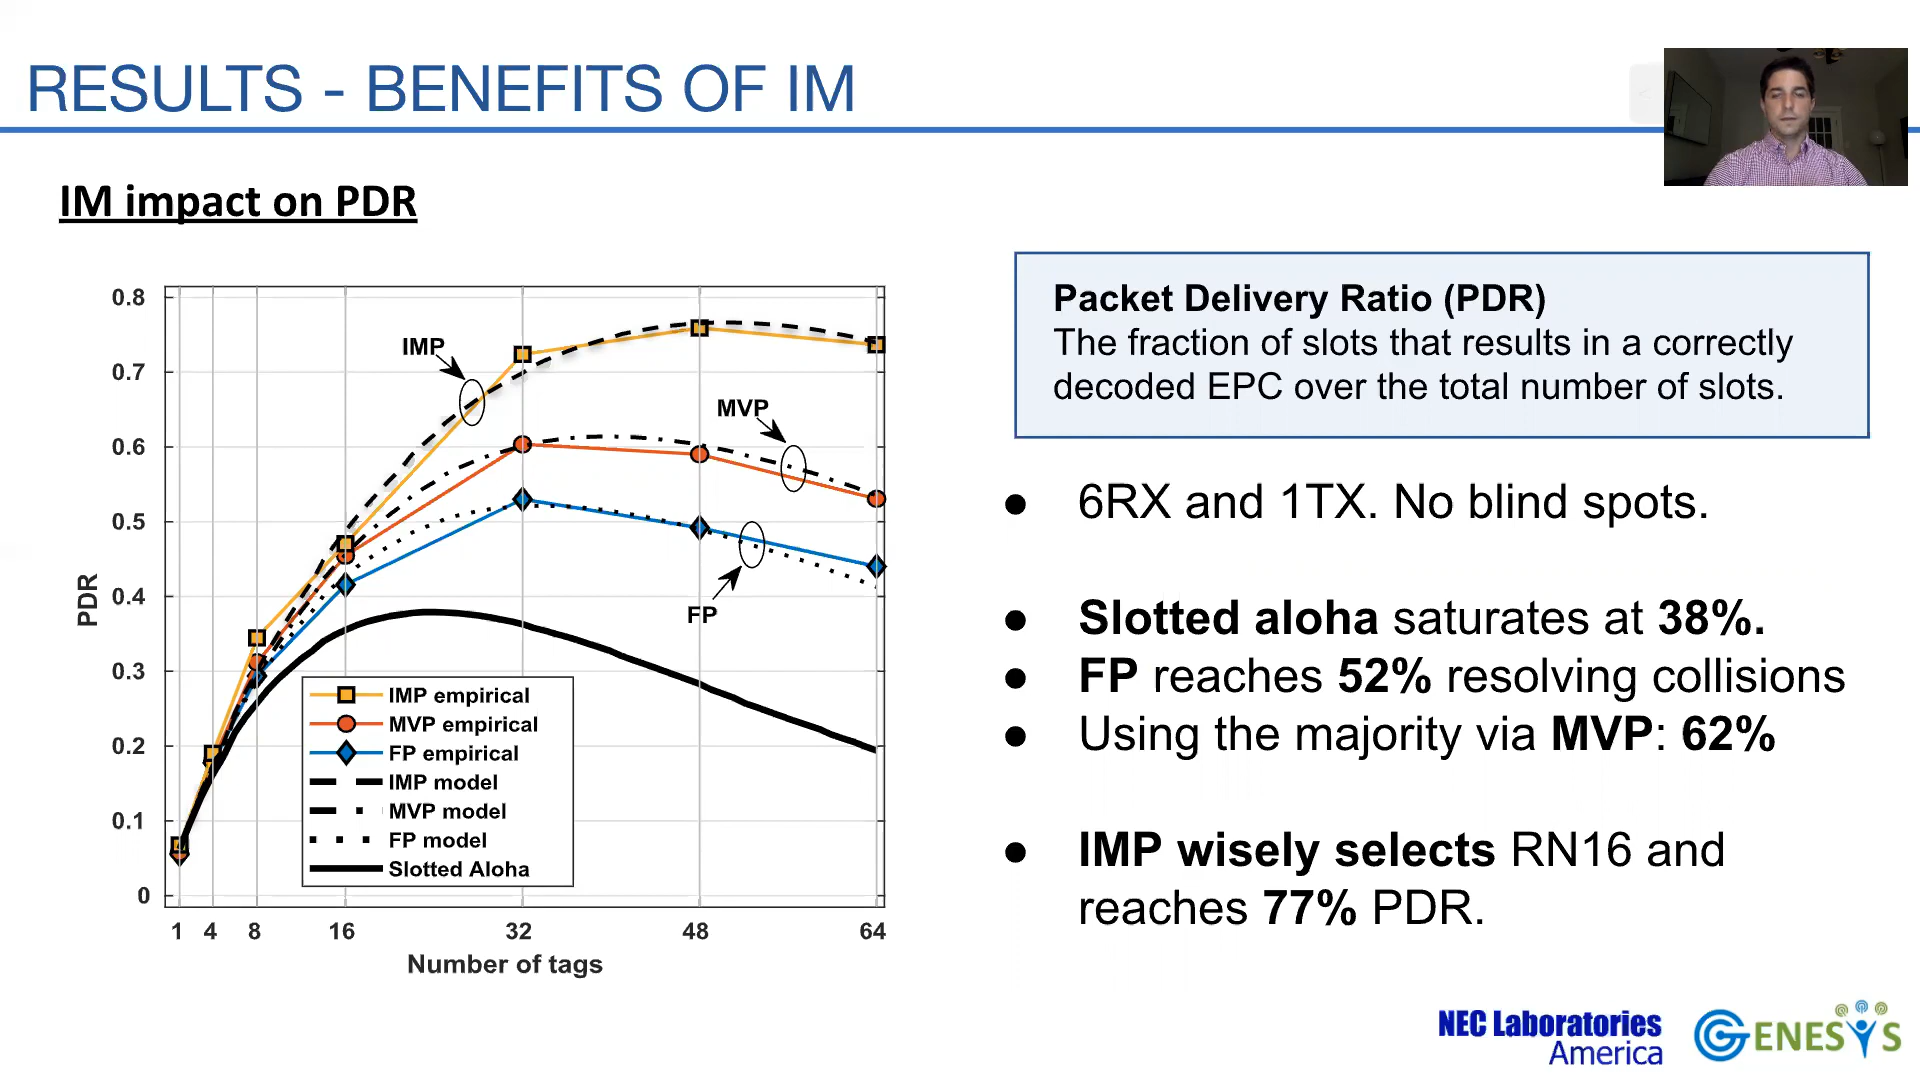 RESULTS - BENEFITS OF IM
IM impact on PDR
0.8
0.7
0.6
0.5
0.4
0.3
0.2
0.1
0
PDR
IMP
MVP
FP
IMP empirical
MVP empirical
FP empirical
IMP model
MVP model
FP model
Slotted Aloha
1 4 8 16 32 48 64
Number of tags
Packet Delivery Ratio (PDR)
The fraction of slots that results in a correctly
decoded EPC over the total number of slots.
● 6RX and 1TX. No blind spots.
● Slotted aloha saturates at 38%.
● FP reaches 52% resolving collisions
● Using the majority via MVP: 62%
● IMP wisely selects RN16 and
reaches 77% PDR.
NEC Laboratories
America
GENESYS